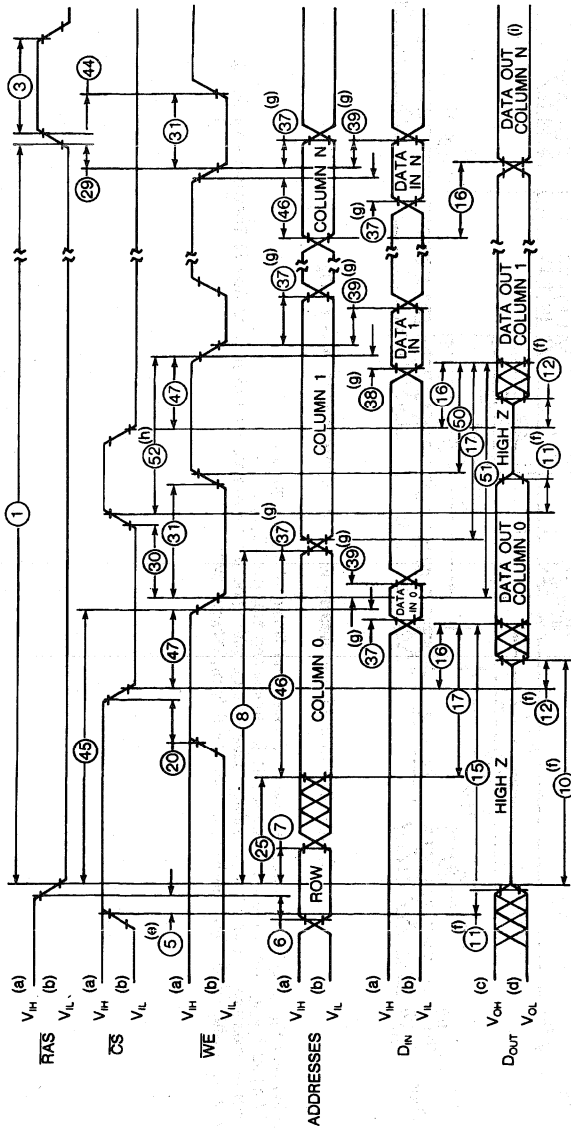 1 3
RAS VIH (a)
VIL (b)
45 29 44
CS VIH (a)
VIL (b)
5 (e) 20 47 30 52 (h) 47
31 31
WE VIH (a)
VIL (b)
6 25 7 8 46 37 (g) 37 (g) 46 37 (g)
ADDRESSES VIH (a)
VIL (b)
ROW COLUMN 0 COLUMN 1 COLUMN N
37 (g) 39 (g) 38 (g) 39 (g) 37 (g) 39 (g)
DIN VIH (a)
VIL (b)
DATA IN 0
DATA IN 1
DATA IN N
11 (f) 15 17 16 51 17 50 16 16
12 (f) 11 (f) 12 (f)
DOUT VOH (c)
VOL (d)
HIGH Z
DATA OUT COLUMN 0
HIGH Z
DATA OUT COLUMN 1
DATA OUT COLUMN N (i)
10 (f)